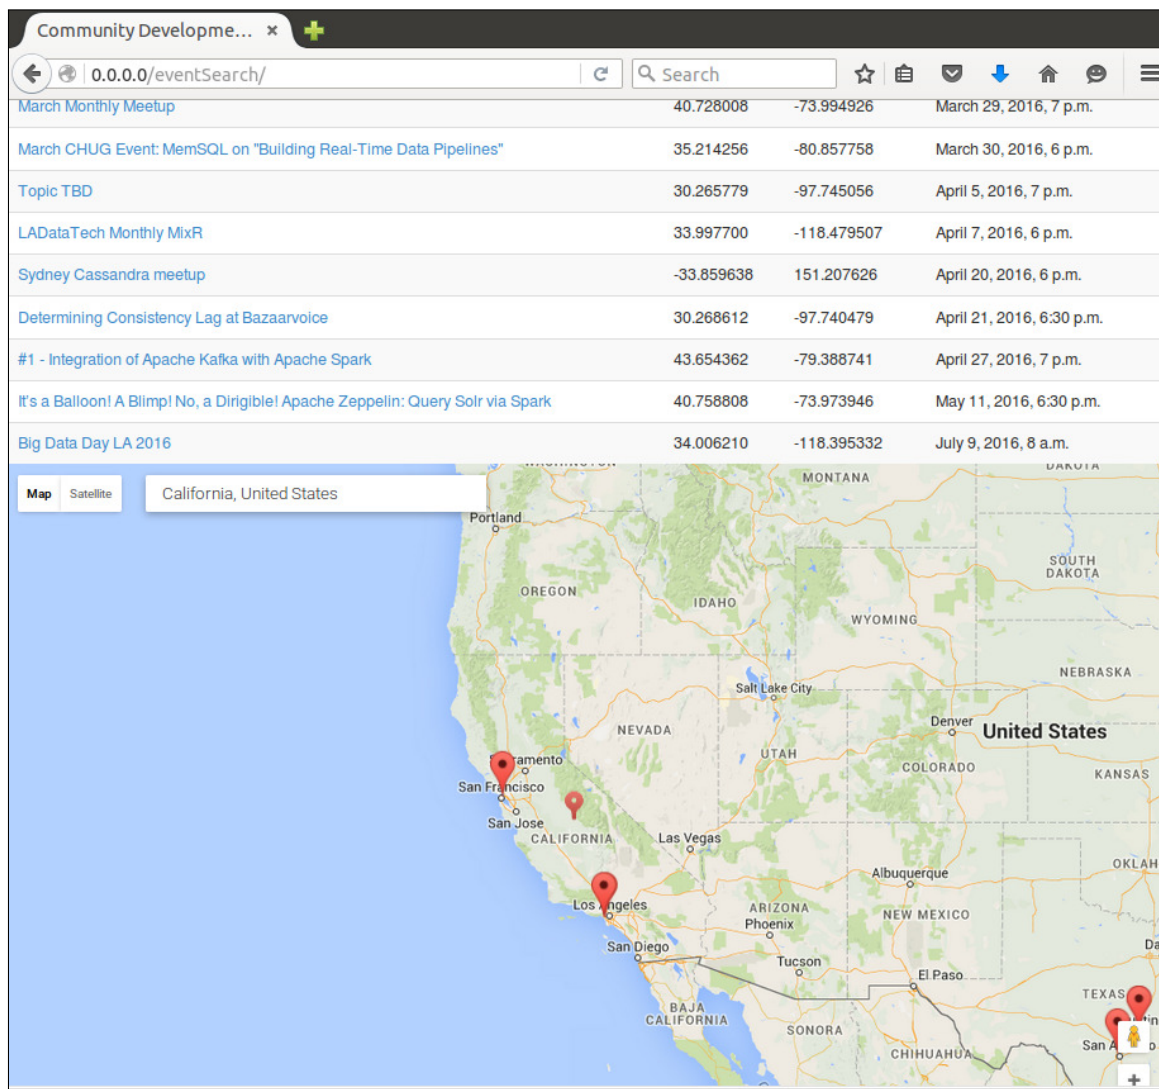 Community Developme... ×
0.0.0.0/eventSearch/ Search
March Monthly Meetup 40.728008 -73.994926 March 29, 2016, 7 p.m.
March CHUG Event: MemSQL on "Building Real-Time Data Pipelines" 35.214256 -80.857758 March 30, 2016, 6 p.m.
Topic TBD 30.265779 -97.745056 April 5, 2016, 7 p.m.
LADataTech Monthly MixR 33.997700 -118.479507 April 7, 2016, 6 p.m.
Sydney Cassandra meetup -33.859638 151.207626 April 20, 2016, 6 p.m.
Determining Consistency Lag at Bazaarvoice 30.268612 -97.740479 April 21, 2016, 6:30 p.m.
#1 - Integration of Apache Kafka with Apache Spark 43.654362 -79.388741 April 27, 2016, 7 p.m.
It's a Balloon! A Blimp! No, a Dirigible! Apache Zeppelin: Query Solr via Spark 40.758808 -73.973946 May 11, 2016, 6:30 p.m.
Big Data Day LA 2016 34.006210 -118.395332 July 9, 2016, 8 a.m.
WASHINGTON
DAKOTA
MONTANA
Map Satellite California, United States
Portland
SOUTH
DAKOTA
OREGON
IDAHO
WYOMING
NEBRASKA
Salt Lake City
Denver
NEVADA
United States
UTAH
ramento
COLORADO
KANSAS
San Francisco
San Jose
CALIFORNIA
Las Vegas
OKLAH
Albuquerque
Los Angeles
ARIZONA
NEW MEXICO
Phoenix
San Diego
Da
Tucson
El Paso
TEXAS
BAJA
CALIFORNIA
tin
SONORA
San A o
CHIHUAHUA
+